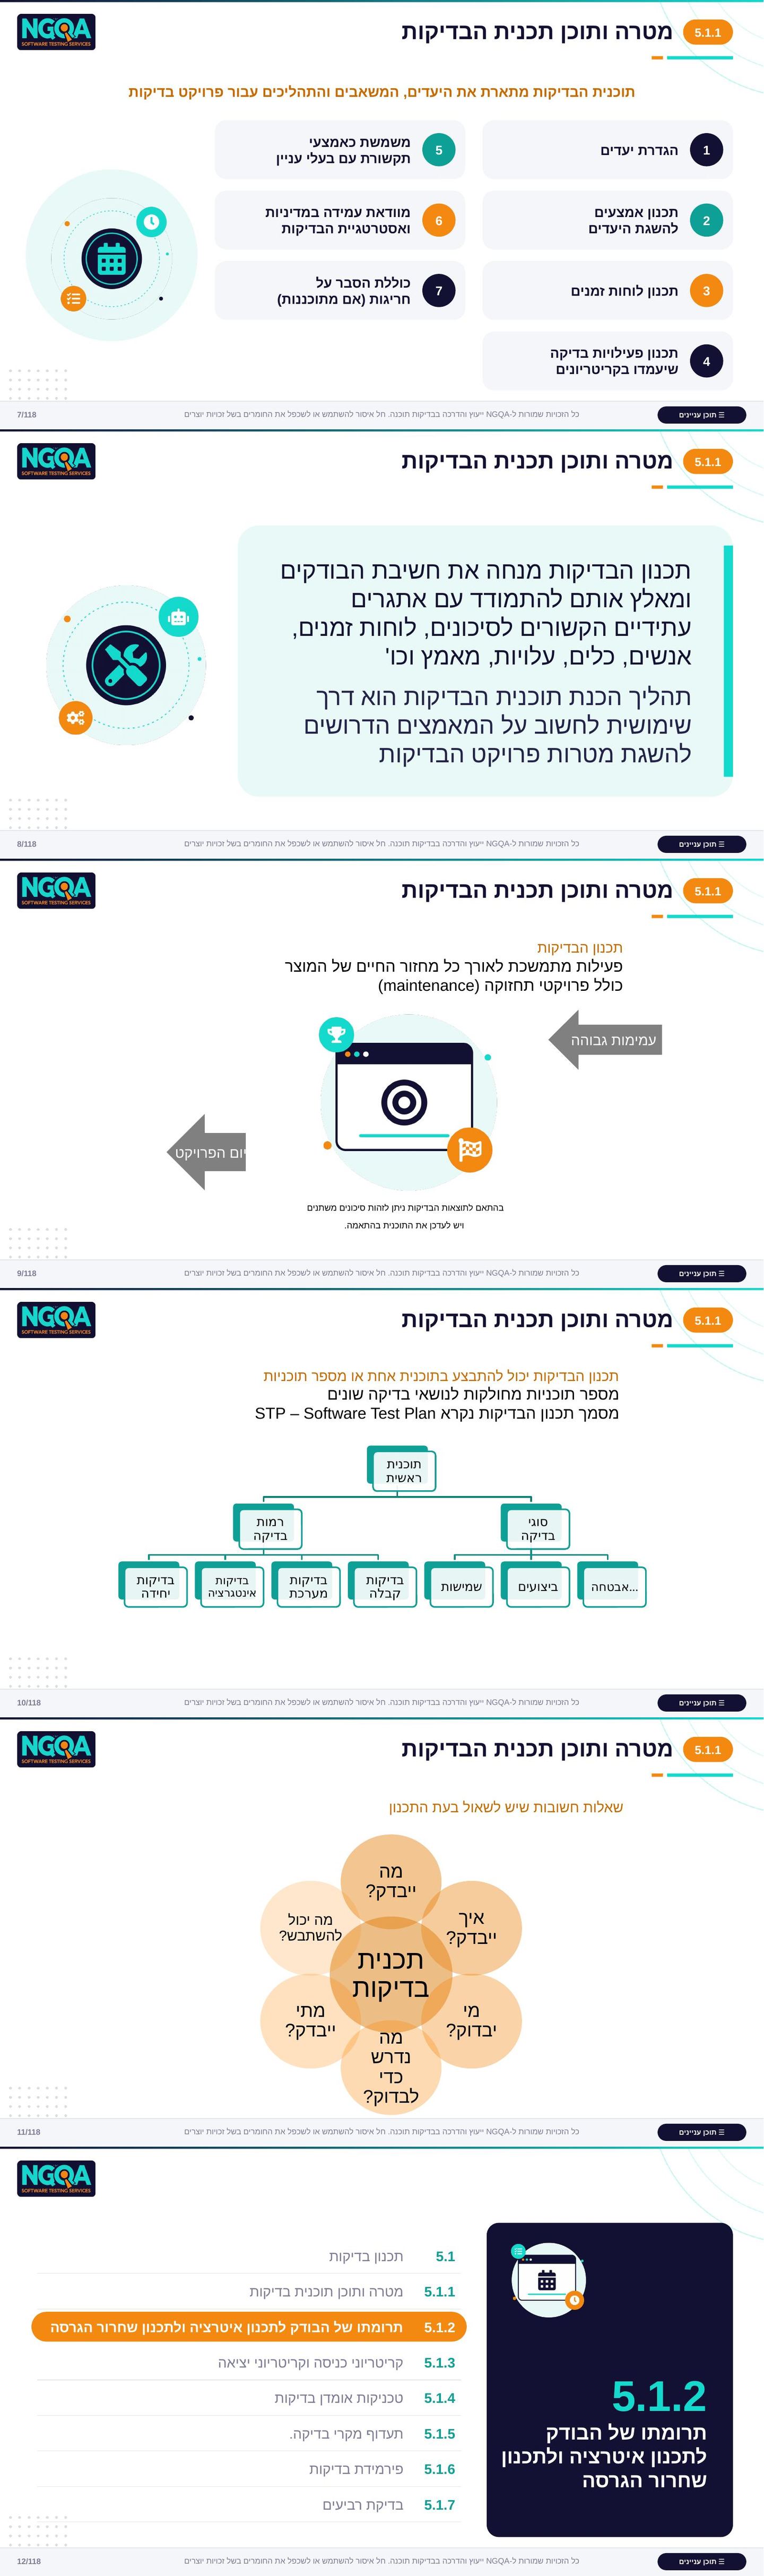 5.1.1 מטרה ותוכן תכנית הבדיקות
NGQA
SOFTWARE TESTING SERVICES
תוכנית הבדיקות מתארת את היעדים, המשאבים והתהליכים עבור פרויקט בדיקות
1 הגדרת יעדים
2 תכנון אמצעים
להשגת היעדים
3 תכנון לוחות זמנים
4 תכנון פעילויות בדיקה
שיעמדו בקריטריונים
5 משמשת כאמצעי
תקשורת עם בעלי עניין
6 מוודאת עמידה במדיניות
ואסטרטגיית הבדיקות
7 כוללת הסבר על
חריגות (אם מתוכננות)
☰ תוכן עניינים
כל הזכויות שמורות ל-NGQA ייעוץ והדרכה בבדיקות תוכנה. חל איסור להשתמש או לשכפל את החומרים בשל זכויות יוצרים
7/118
5.1.1 מטרה ותוכן תכנית הבדיקות
NGQA
SOFTWARE TESTING SERVICES
תכנון הבדיקות מנחה את חשיבת הבודקים
ומאלץ אותם להתמודד עם אתגרים
עתידיים הקשורים לסיכונים, לוחות זמנים,
אנשים, כלים, עלויות, מאמץ וכו'
תהליך הכנת תוכנית הבדיקות הוא דרך
שימושית לחשוב על המאמצים הדרושים
להשגת מטרות פרויקט הבדיקות
☰ תוכן עניינים
כל הזכויות שמורות ל-NGQA ייעוץ והדרכה בבדיקות תוכנה. חל איסור להשתמש או לשכפל את החומרים בשל זכויות יוצרים
8/118
5.1.1 מטרה ותוכן תכנית הבדיקות
NGQA
SOFTWARE TESTING SERVICES
תכנון הבדיקות
פעילות מתמשכת לאורך כל מחזור החיים של המוצר
כולל פרויקטי תחזוקה (maintenance)
עמימות גבוהה
יום הפרויקט
בהתאם לתוצאות הבדיקות ניתן לזהות סיכונים משתנים
ויש לעדכן את התוכנית בהתאמה.
☰ תוכן עניינים
כל הזכויות שמורות ל-NGQA ייעוץ והדרכה בבדיקות תוכנה. חל איסור להשתמש או לשכפל את החומרים בשל זכויות יוצרים
9/118
5.1.1 מטרה ותוכן תכנית הבדיקות
NGQA
SOFTWARE TESTING SERVICES
תכנון הבדיקות יכול להתבצע בתוכנית אחת או מספר תוכניות
מספר תוכניות מחולקות לנושאי בדיקה שונים
מסמך תכנון הבדיקות נקרא STP – Software Test Plan
תוכנית
ראשית
סוגי
בדיקה
רמות
בדיקה
אבטחה...
ביצועים
שמישות
בדיקות
קבלה
בדיקות
מערכת
בדיקות
אינטגרציה
בדיקות
יחידה
☰ תוכן עניינים
כל הזכויות שמורות ל-NGQA ייעוץ והדרכה בבדיקות תוכנה. חל איסור להשתמש או לשכפל את החומרים בשל זכויות יוצרים
10/118
5.1.1 מטרה ותוכן תכנית הבדיקות
NGQA
SOFTWARE TESTING SERVICES
שאלות חשובות שיש לשאול בעת התכנון
מה
ייבדק?
איך
ייבדק?
מי
יבדוק?
מה
נדרש
כדי
לבדוק?
מתי
ייבדק?
מה יכול
להשתבש?
תכנית
בדיקות
☰ תוכן עניינים
כל הזכויות שמורות ל-NGQA ייעוץ והדרכה בבדיקות תוכנה. חל איסור להשתמש או לשכפל את החומרים בשל זכויות יוצרים
11/118
NGQA
SOFTWARE TESTING SERVICES
5.1.2
תרומתו של הבודק
לתכנון איטרציה ולתכנון
שחרור הגרסה
5.1 תכנון בדיקות
5.1.1 מטרה ותוכן תוכנית בדיקות
5.1.2 תרומתו של הבודק לתכנון איטרציה ולתכנון שחרור הגרסה
5.1.3 קריטריוני כניסה וקריטריוני יציאה
5.1.4 טכניקות אומדן בדיקות
5.1.5 תעדוף מקרי בדיקה.
5.1.6 פירמידת בדיקות
5.1.7 בדיקת רביעים
☰ תוכן עניינים
כל הזכויות שמורות ל-NGQA ייעוץ והדרכה בבדיקות תוכנה. חל איסור להשתמש או לשכפל את החומרים בשל זכויות יוצרים
12/118